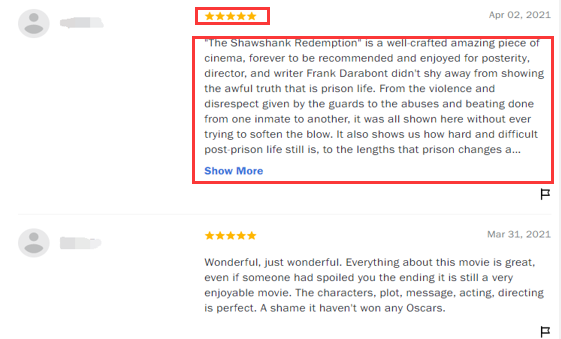 Apr 02, 2021
"The Shawshank Redemption" is a well-crafted amazing piece of
cinema, forever to be recommended and enjoyed for posterity,
director, and writer Frank Darabont didn't shy away from showing
the awful truth that is prison life. From the violence and
disrespect given by the guards to the abuses and beating done
from one inmate to another, it was all shown here without ever
trying to soften the blow. It also shows us how hard and difficult
post-prison life still is, to the lengths that prison changes a...
Show More
Mar 31, 2021
Wonderful, just wonderful. Everything about this movie is great,
even if someone had spoiled you the ending it is still a very
enjoyable movie. The characters, plot, message, acting, directing
is perfect. A shame it haven't won any Oscars.